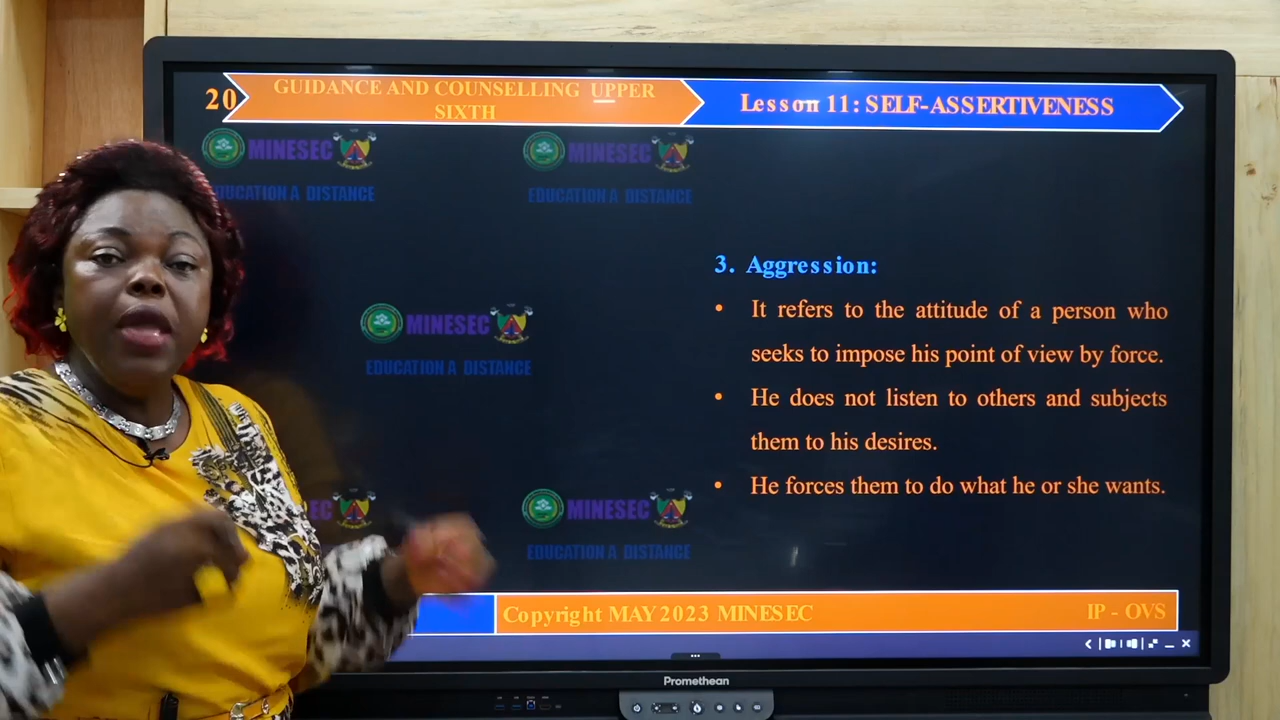 20
GUIDANCE AND COUNSELLING UPPER
SIXTH
Lesson 11: SELF-ASSERTIVENESS
MINESEC
EDUCATION A DISTANCE
MINESEC
EDUCATION A DISTANCE
3. Aggression:
• It refers to the attitude of a person who
seeks to impose his point of view by force.
• He does not listen to others and subjects
them to his desires.
• He forces them to do what he or she wants.
MINESEC
EDUCATION A DISTANCE
EC
MINESEC
EDUCATION A DISTANCE
Copyright MAY 2023 MINESEC
IP - OVS
Promethean